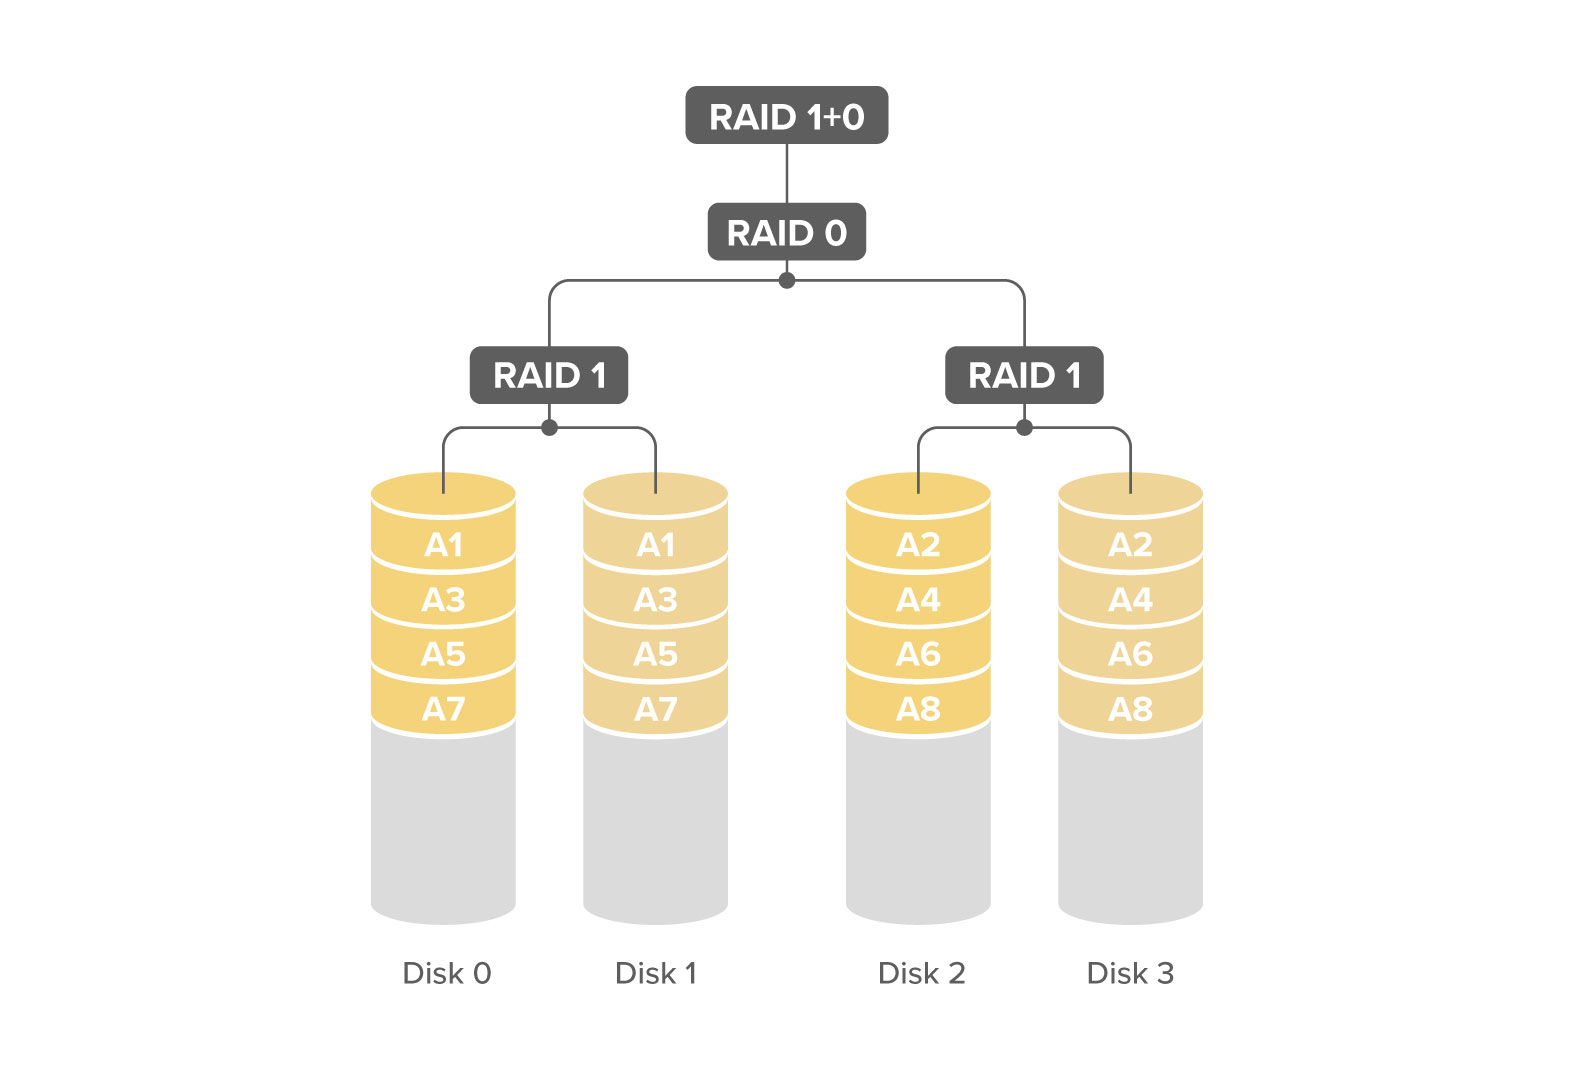 RAID 1+0
RAID 0
RAID 1 RAID 1
A1 A1 A2 A2
A3 A3 A4 A4
A5 A5 A6 A6
A7 A7 A8 A8
Disk 0 Disk 1 Disk 2 Disk 3